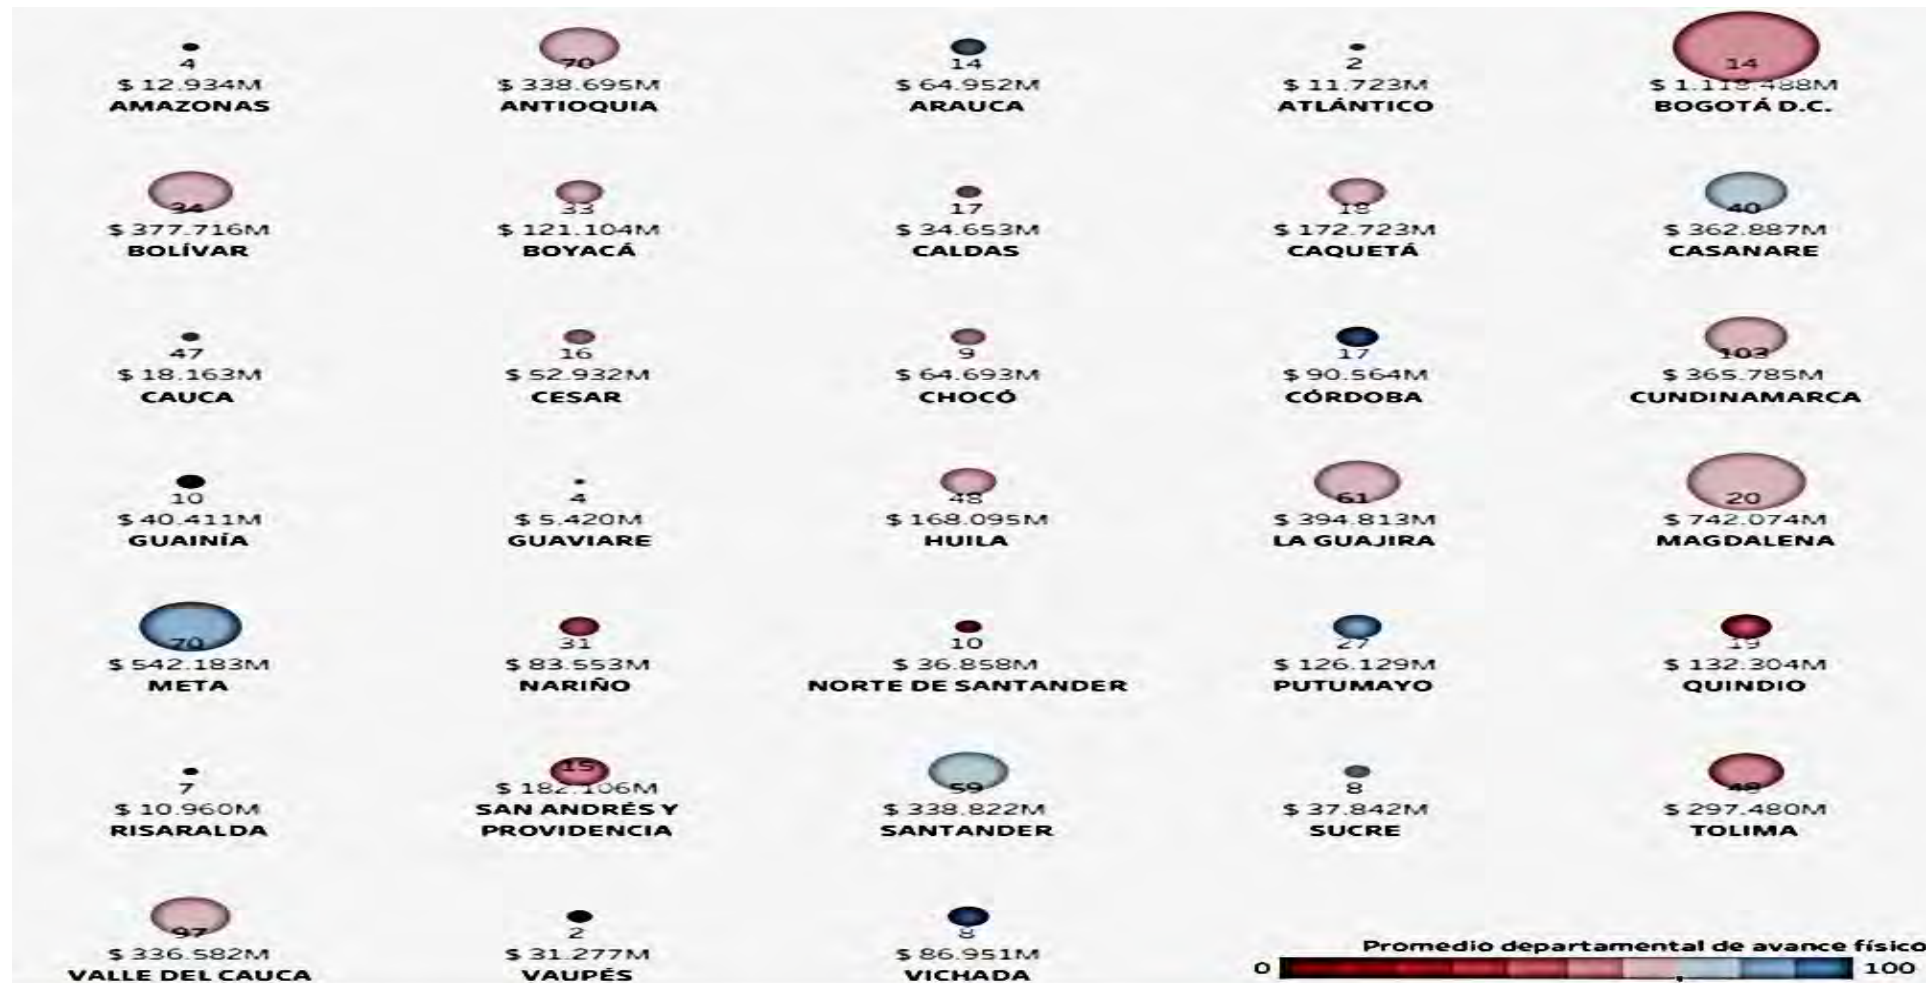 4
$ 12.934M
AMAZONAS
70
$ 338.695M
ANTIOQUIA
14
$ 64.952M
ARAUCA
2
$ 11.723M
ATLÁNTICO
14
BOGOTÁ D.C.
34
$ 377.716M
BOLÍVAR
33
$ 121.104M
BOYACÁ
17
$ 34.653M
CALDAS
18
$ 172.723M
CAQUETÁ
40
$ 362.887M
CASANARE
47
$ 18.163M
CAUCA
16
$ 52.932M
CESAR
9
$ 64.693M
CHOCÓ
17
$ 90.564M
CÓRDOBA
103
$ 365.785M
CUNDINAMARCA
10
$ 40.411M
GUAINÍA
4
$ 5.420M
GUAVIARE
48
$ 168.095M
HUILA
61
$ 394.813M
LA GUAJIRA
20
$ 742.074M
MAGDALENA
70
$ 542.183M
META
31
$ 83.553M
NARIÑO
10
$ 36.858M
NORTE DE SANTANDER
27
$ 126.129M
PUTUMAYO
19
$ 132.304M
QUINDIO
7
$ 10.960M
RISARALDA
15
$ 182.106M
SAN ANDRÉS Y
PROVIDENCIA
59
$ 338.822M
SANTANDER
8
$ 37.842M
SUCRE
48
$ 297.480M
TOLIMA
97
$ 336.582M
VALLE DEL CAUCA
2
$ 31.277M
VAUPÉS
8
$ 86.951M
VICHADA
Promedio departamental de avance físico
0 100